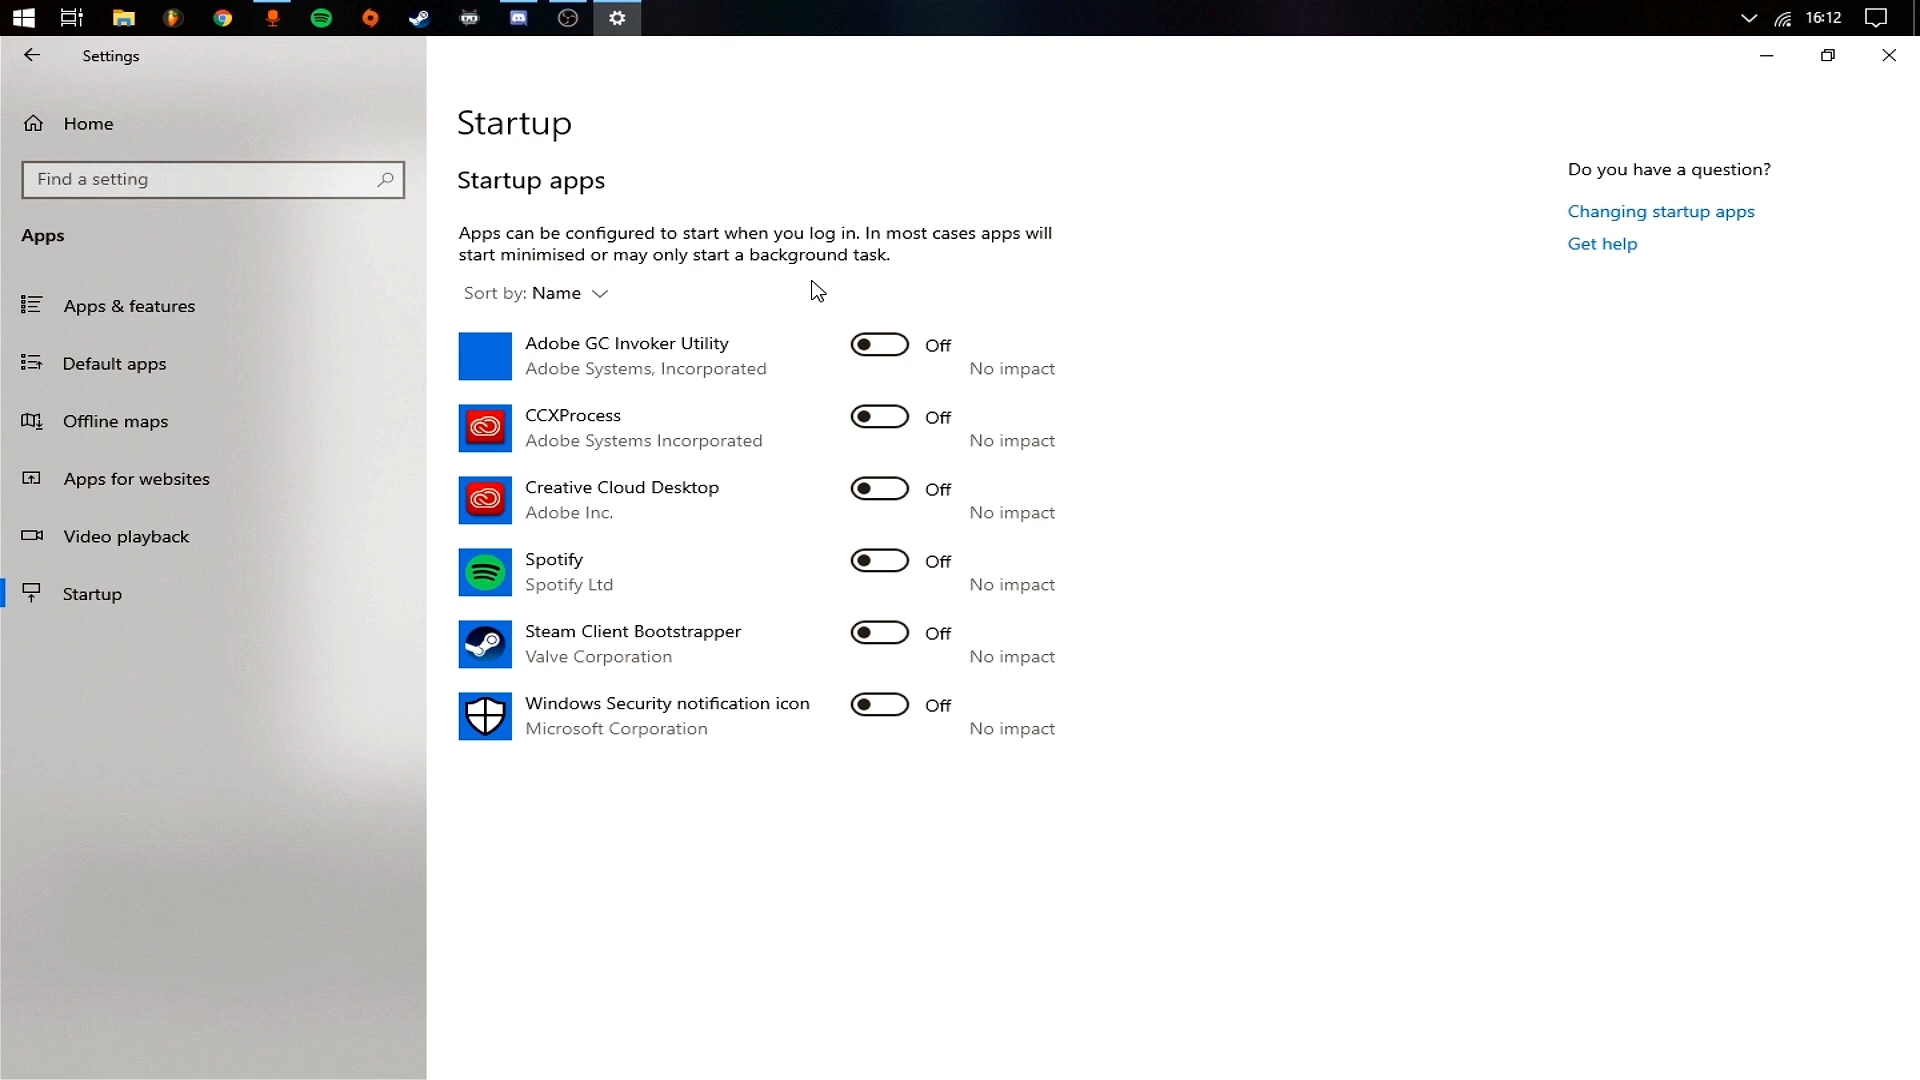 16:12
Settings
Home
Find a setting
Apps
Apps & features
Default apps
Offline maps
Apps for websites
Video playback
Startup
Startup
Startup apps
Apps can be configured to start when you log in. In most cases apps will
start minimised or may only start a background task.
Sort by: Name
Adobe GC Invoker Utility
Off
Adobe Systems, Incorporated
No impact
CCXProcess
Off
Adobe Systems Incorporated
No impact
Creative Cloud Desktop
Off
Adobe Inc.
No impact
Spotify
Off
Spotify Ltd
No impact
Steam Client Bootstrapper
Off
Valve Corporation
No impact
Windows Security notification icon
Off
Microsoft Corporation
No impact
Do you have a question?
Changing startup apps
Get help